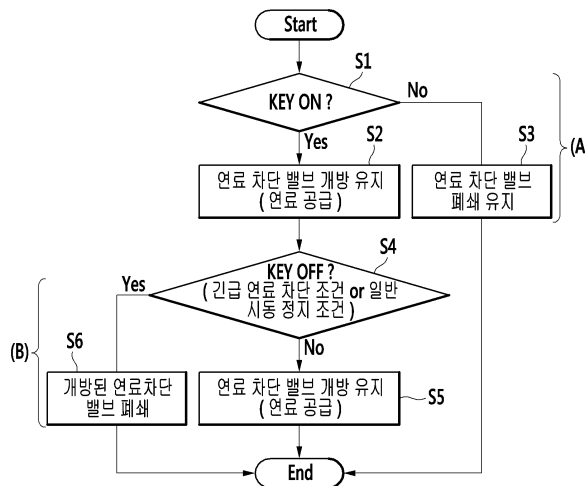 Start
S1
KEY ON ?
No
Yes
S2
연료 차단 밸브 개방 유지
( 연료 공급 )
S3
연료 차단 밸브
폐쇄 유지
(A
S4
KEY OFF ?
( 긴급 연료 차단 조건 or 일반
시동 정지 조건 )
Yes
No
(B)
S6
개방된 연료차단
밸브 폐쇄
연료 차단 밸브 개방 유지
( 연료 공급 )
S5
End